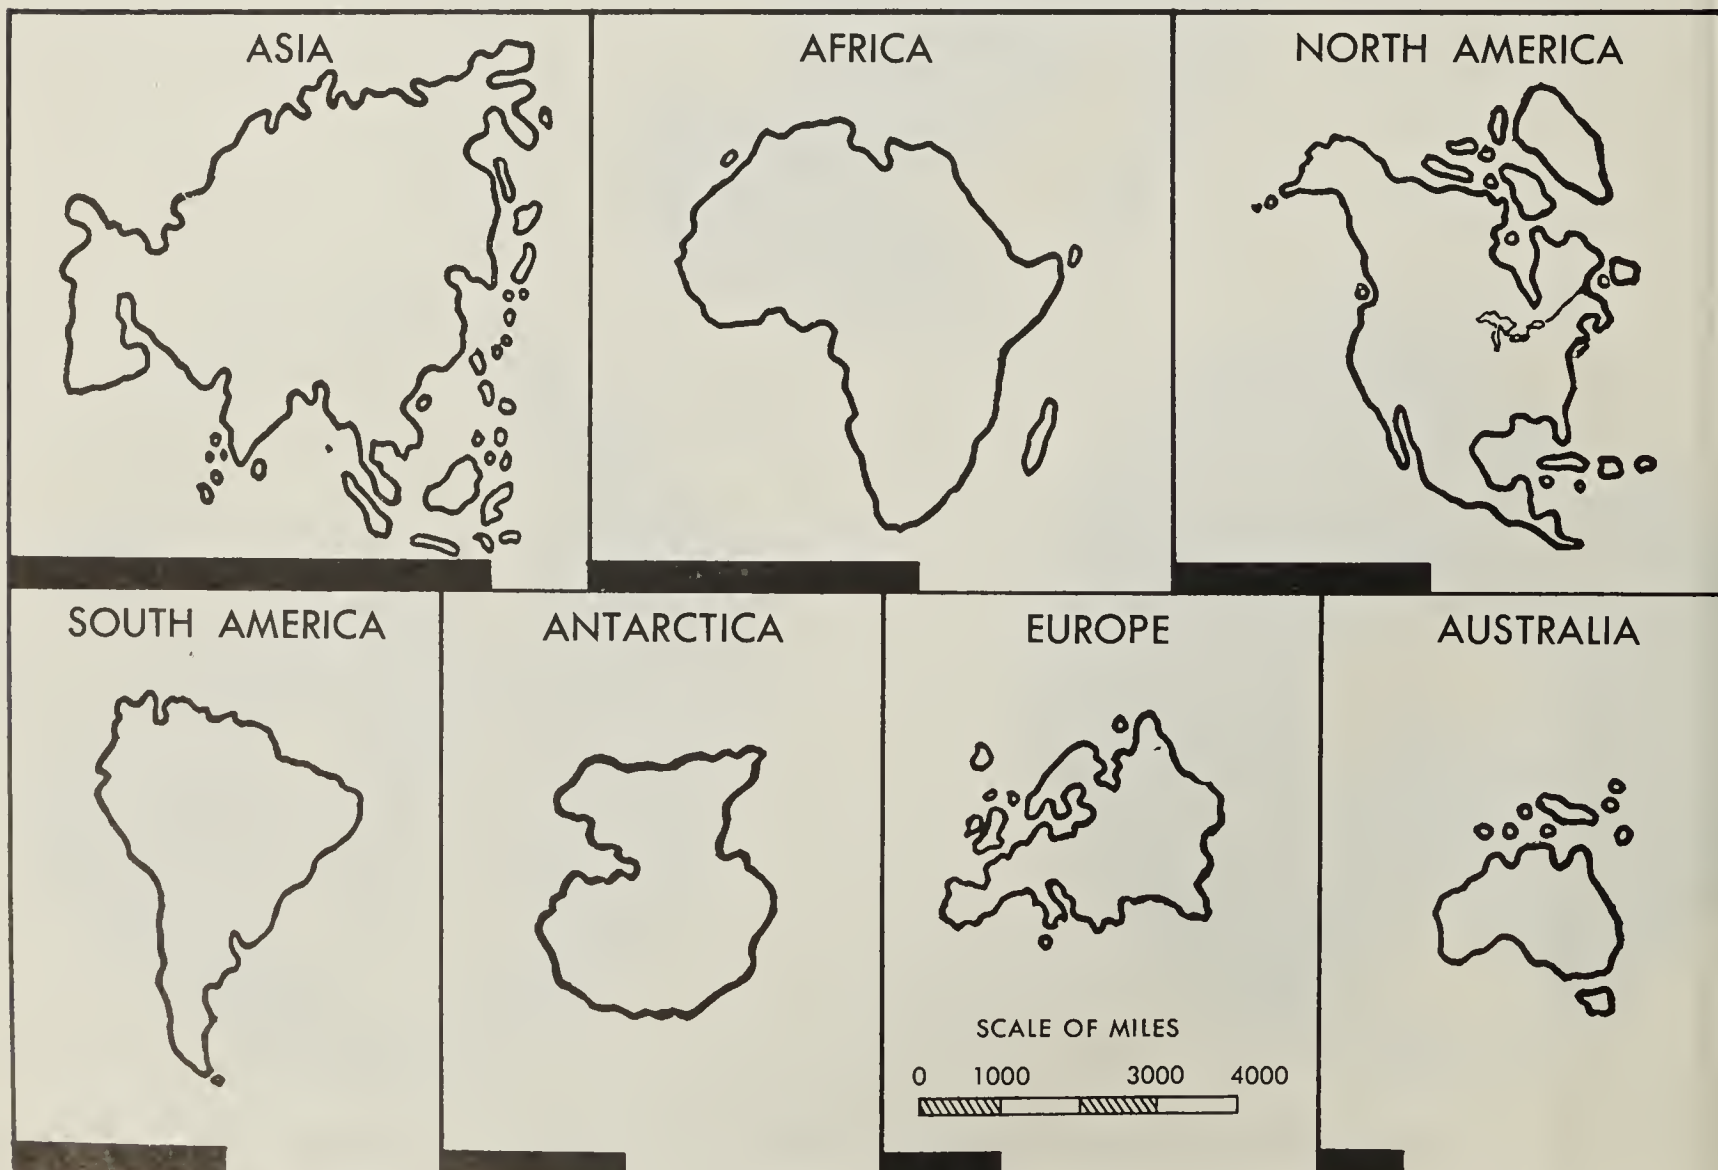 ASIA
AFRICA
NORTH AMERICA
SOUTH AMERICA
ANTARCTICA
EUROPE
AUSTRALIA
SCALE OF MILES
0 1000 3000 4000